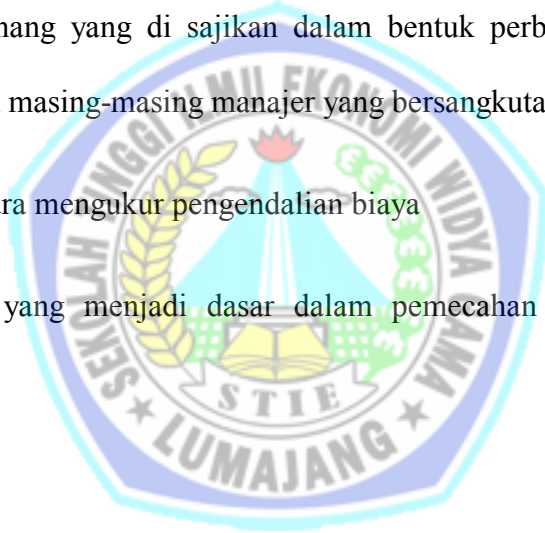 nang yang di sajikan dalam bentuk perb
masing-masing manajer yang bersangkuta
ara mengukur pengendalian biaya
yang menjadi dasar dalam pemecahan
SEKOLAH TINGGI ILMU EKONOMI WIDYA GAMA
STIE
LUMAJANG